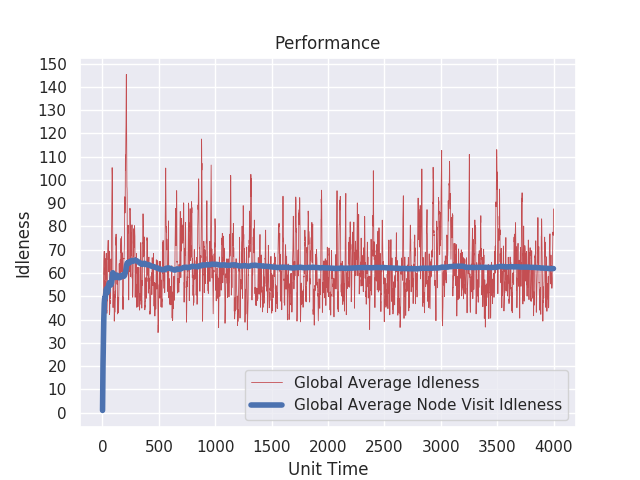 Performance
150
140
130
120
110
100
90
80
70
60
50
40
30
20
10
0
Idleness
Global Average Idleness
Global Average Node Visit Idleness
0 500 1000 1500 2000 2500 3000 3500 4000
Unit Time